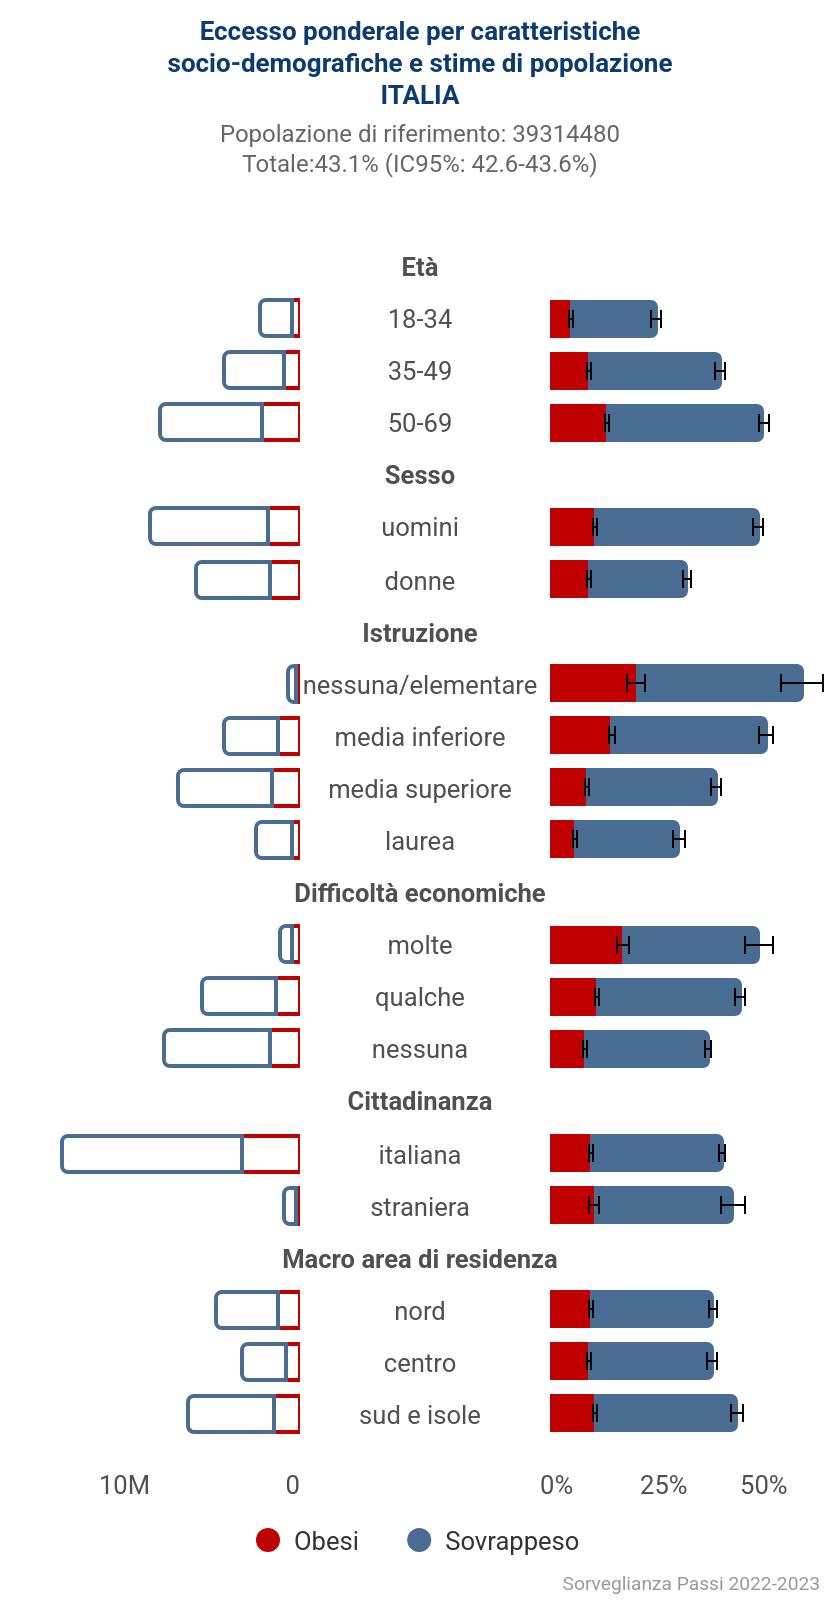 Eccesso ponderale per caratteristiche
socio-demografiche e stime di popolazione
ITALIA
Popolazione di riferimento: 39314480
Totale:43.1% (IC95%: 42.6-43.6%)
Età
18-34
35-49
50-69
Sesso
uomini
donne
Istruzione
nessuna/elementare
media inferiore
media superiore
laurea
Difficoltà economiche
molte
qualche
nessuna
Cittadinanza
italiana
straniera
Macro area di residenza
nord
centro
sud e isole
10M 0 0% 25% 50%
Obesi Sovrappeso
Sorveglianza Passi 2022-2023